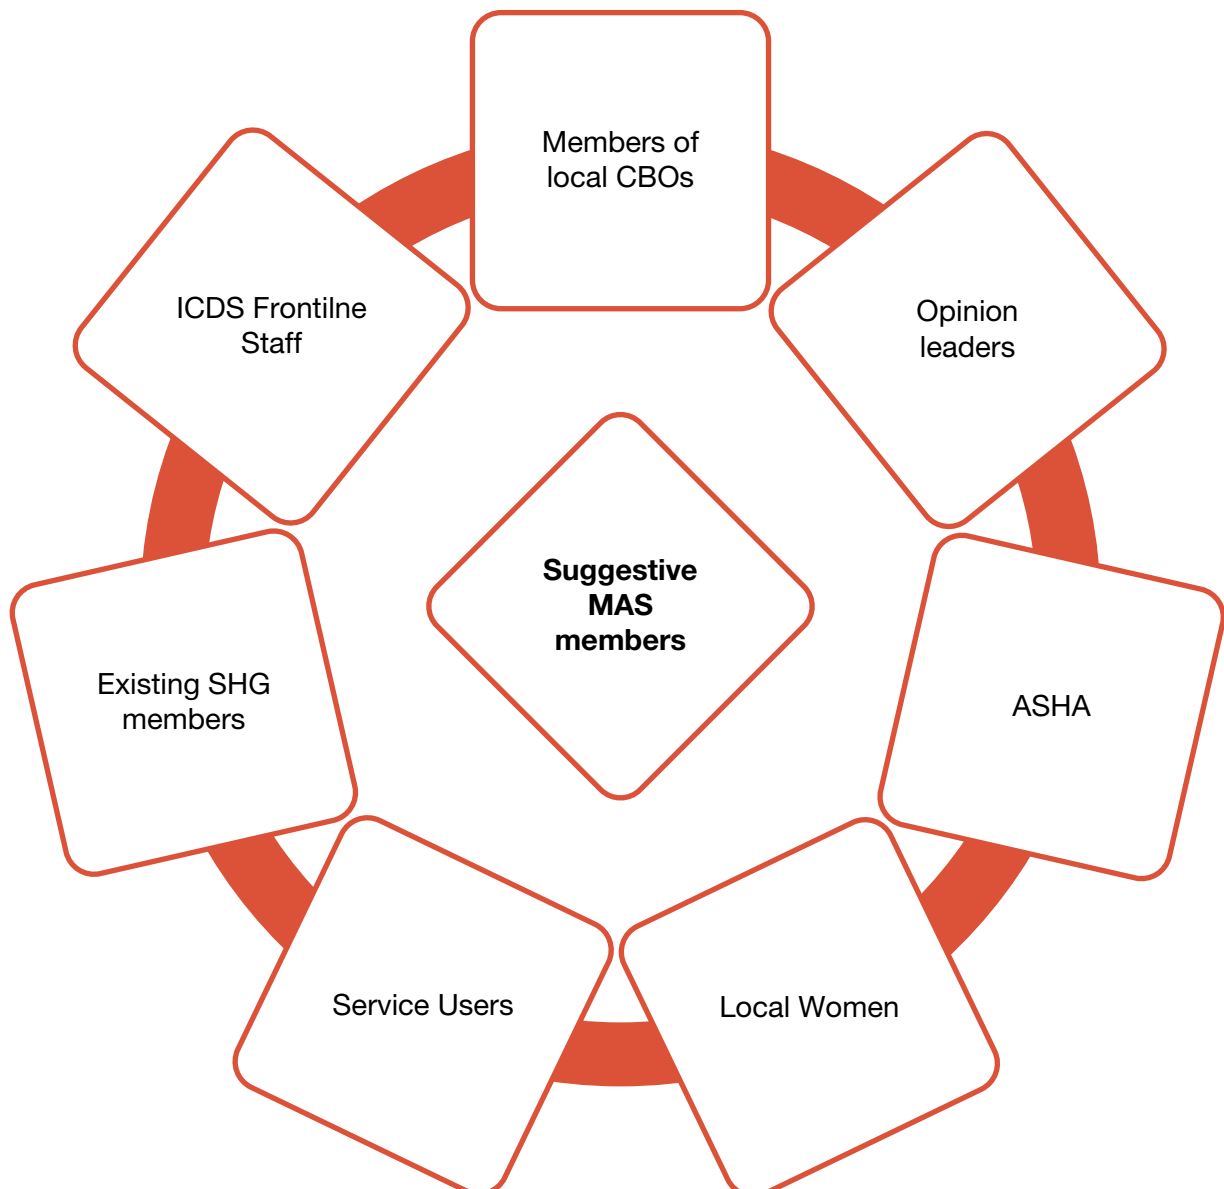 Members of
local CBOs
ICDS Frontilne
Staff
Opinion
leaders
Suggestive
MAS
members
Existing SHG
members
ASHA
Service Users
Local Women